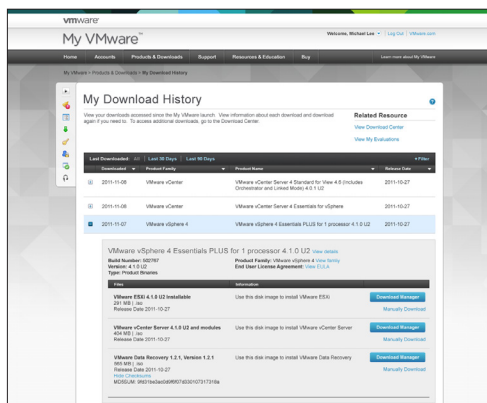 vmware
My VMware™
Welcome, Michael Lee
Log Out
VMware.com
Home
Accounts
Products & Downloads
Support
Resources & Education
Buy
Learn more about My VMware
My VMware > Products & Downloads > My Download History
My Download History
View your downloads accessed since the My VMware launch. View information about each download and download
again if you need to. To access additional downloads, go to the Download Center.
Related
Resource
View Download Center
View My Evaluations
Last Downloaded: All | Last 30 Days | Last 90 Days
Filter
Downloaded
Product Family
Product Name
Release Date
2011-11-08
VMware vCenter
VMware vCenter Server 4 Standard for View 4.6 (Includes
Orchestrator and Linked Mode) 4.0.1 U2
2011-10-27
2011-11-08
VMware vCenter
VMware vCenter Server 4 Essentials for vSphere
2011-10-27
2011-11-07
VMware vSphere 4
VMware vSphere 4 Essentials PLUS for 1 processor 4.1.0 U2
2011-10-27
VMware vSphere 4 Essentials PLUS for 1 processor 4.1.0 U2 View details
Build Number: 502767
Version: 4.1.0 U2
Type: Product Binaries
Product Family: VMware vSphere 4 View family
End User License Agreement: View EULA
Files
Information
VMware ESXi 4.1.0 U2 Installable
281 MB | .iso
Release Date 2011-10-27
Use this disk image to install VMware ESXi
Download Manager
Manually Download
VMware vCenter Server 4.1.0 U2 and modules
404 MB | .iso
Release Date 2011-10-27
Use this disk image to install VMware vCenter Server
Download Manager
Manually Download
VMware Data Recovery 1.2.1, Version 1.2.1
MB | .iso
Release Date 2011-10-27
Hide Checksums
MD5SUM:
Use this disk image to install VMware Data Recovery
Download Manager
Manually Download